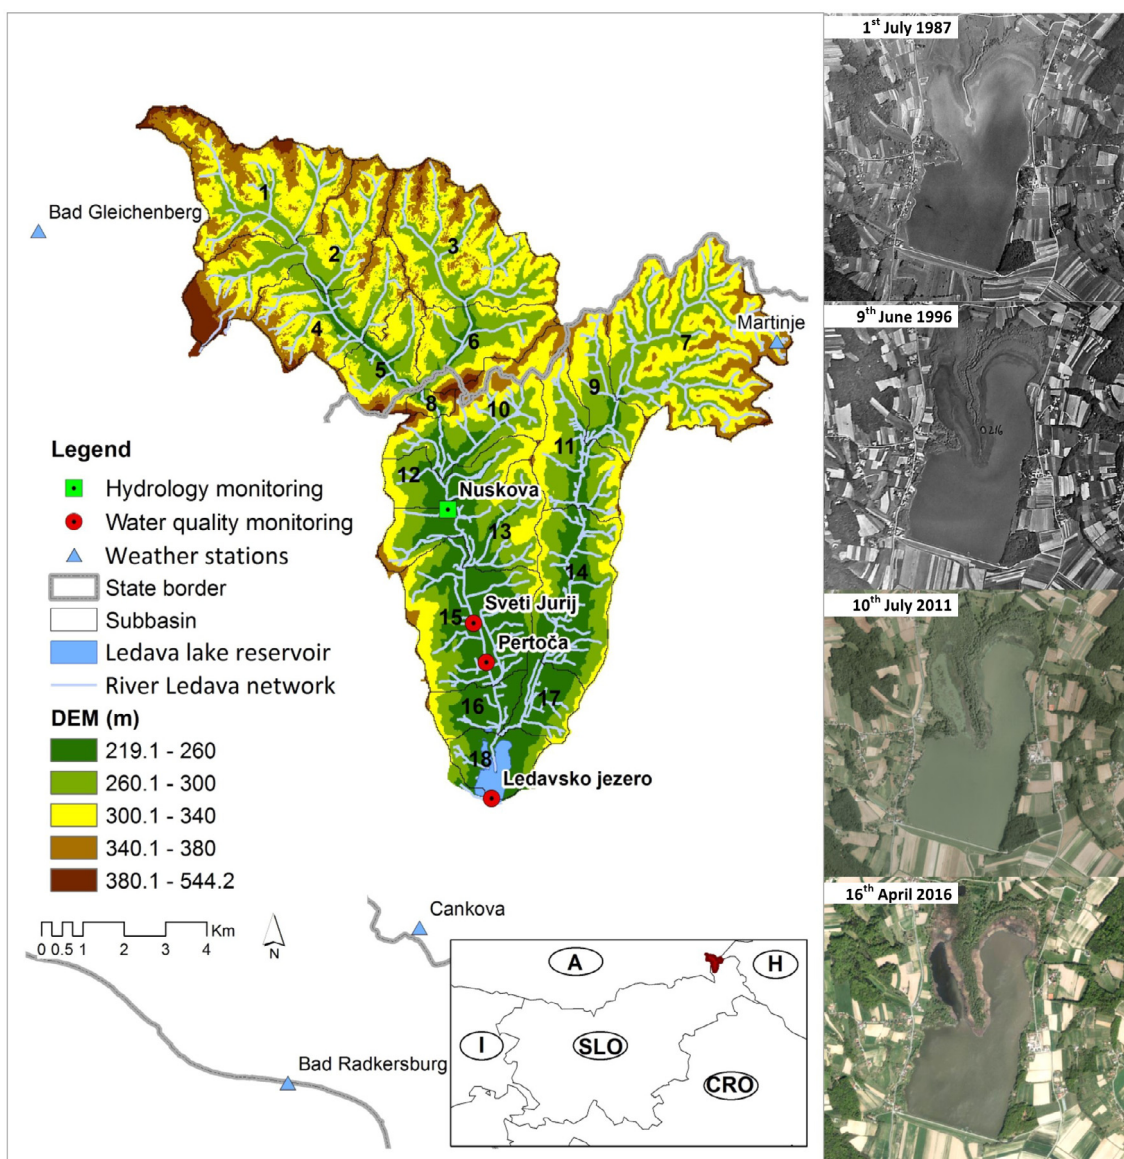 1st July 1987
9th June 1996
0216
10th July 2011
16th April 2016
Bad Gleichenberg
Martinje
1
2
3
4
5
6
7
8
9
10
11
12
Nuskova
13
14
15
Sveti Jurij
Pertoča
16
17
18
Ledavsko jezero
Legend
Hydrology monitoring
Water quality monitoring
Weather stations
State border
Subbasin
Ledava lake reservoir
River Ledava network
DEM (m)
219.1 - 260
260.1 - 300
300.1 - 340
340.1 - 380
380.1 - 544.2
Km
0 0.5 1 2 3 4
N
Cankova
Bad Radkersburg
A
H
I
SLO
CRO